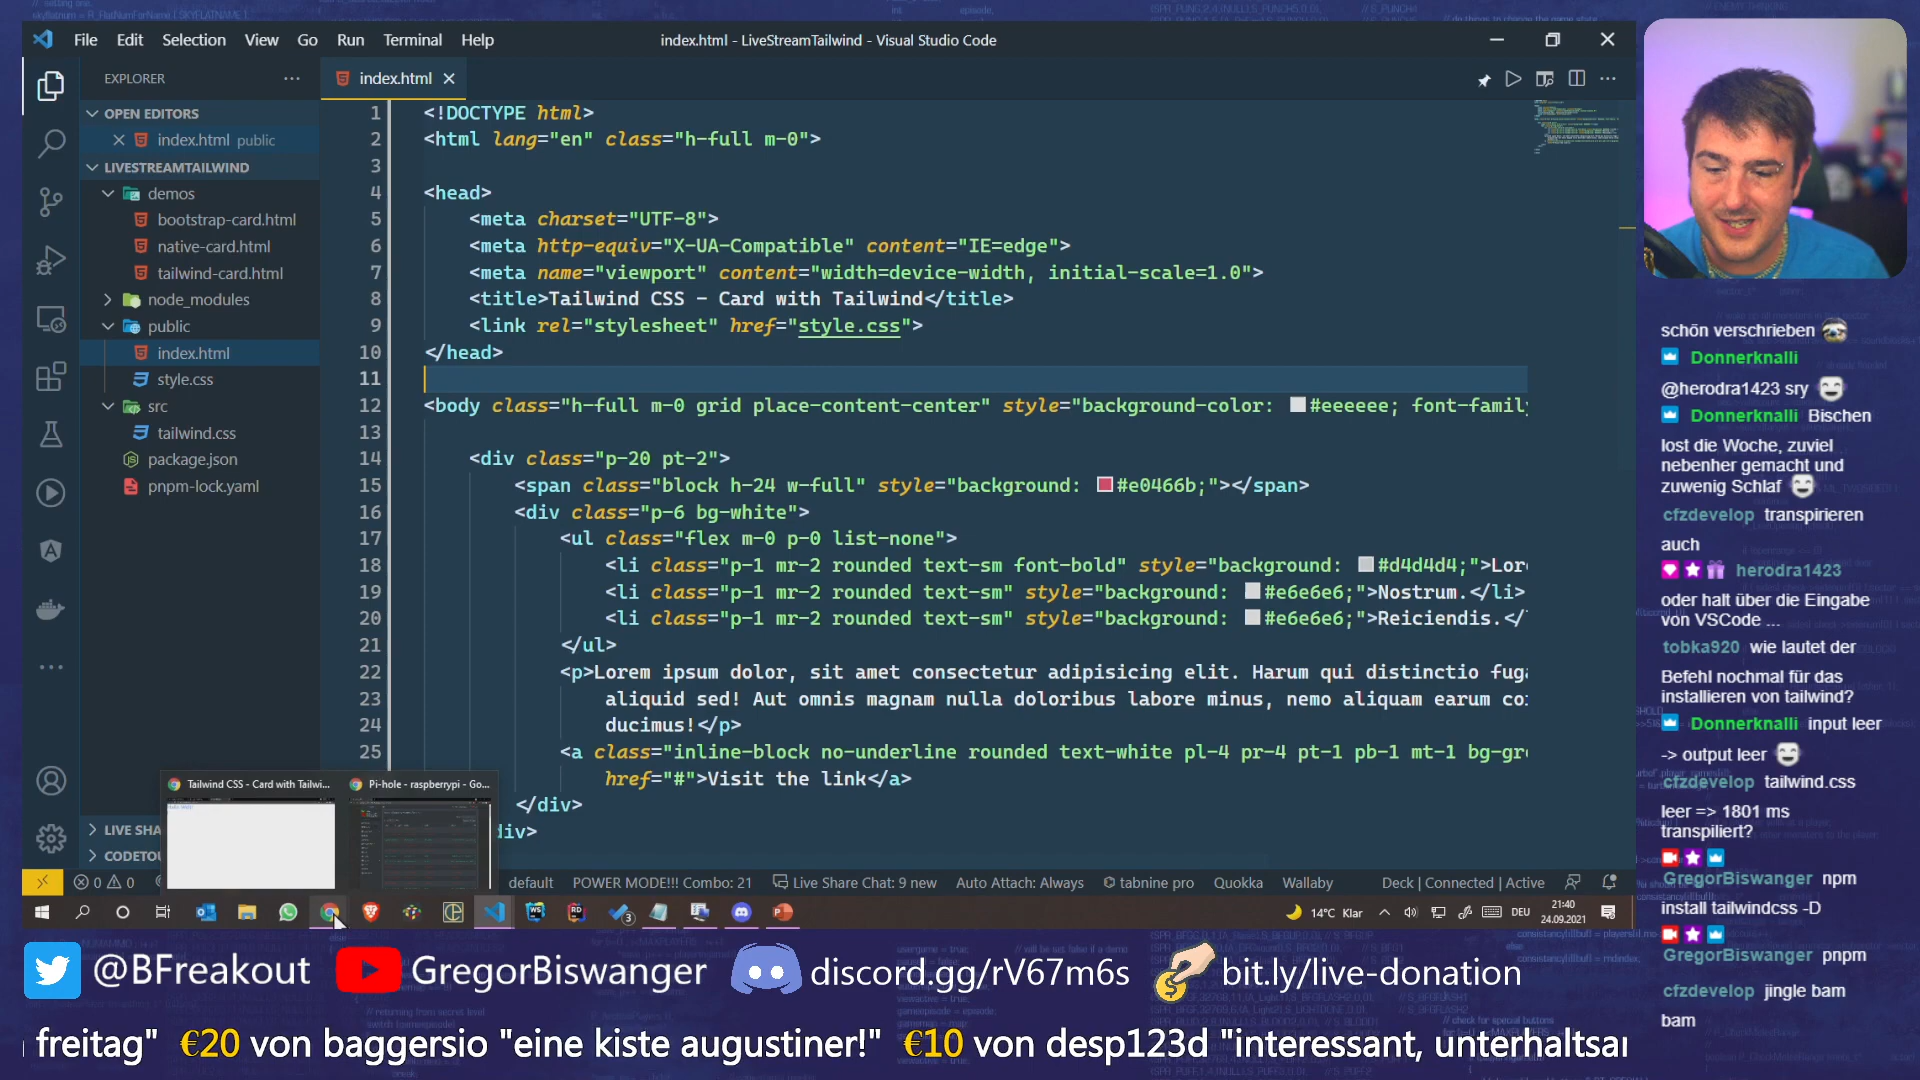 File Edit Selection View Go Run Terminal Help
index.html - LiveStreamTailwind - Visual Studio Code
EXPLORER
index.html
OPEN EDITORS
index.html public
LIVESTREAMTAILWIND
demos
bootstrap-card.html
native-card.html
tailwind-card.html
node_modules
public
index.html
style.css
src
tailwind.css
package.json
pnpm-lock.yaml
LIVE SHA
CODETOU
1 <!DOCTYPE html>
2 <html lang="en" class="h-full m-0">
3
4 <head>
5 <meta charset="UTF-8">
6 <meta http-equiv="X-UA-Compatible" content="IE=edge">
7 <meta name="viewport" content="width=device-width, initial-scale=1.0">
8 <title>Tailwind CSS - Card with Tailwind</title>
9 <link rel="stylesheet" href="style.css">
10 </head>
11
12 <body class="h-full m-0 grid place-content-center" style="background-color: #eeeeee; font-family
13
14 <div class="p-20 pt-2">
15 <span class="block h-24 w-full" style="background: #e0466b;"></span>
16 <div class="p-6 bg-white">
17 <ul class="flex m-0 p-0 list-none">
18 <li class="p-1 mr-2 rounded text-sm font-bold" style="background: #d4d4d4;">Lor
19 <li class="p-1 mr-2 rounded text-sm" style="background: #e6e6e6;">Nostrum.</li>
20 <li class="p-1 mr-2 rounded text-sm" style="background: #e6e6e6;">Reiciendis.</
21 </ul>
22 <p>Lorem ipsum dolor, sit amet consectetur adipisicing elit. Harum qui distinctio fug
23 aliquid sed! Aut omnis magnam nulla doloribus labore minus, nemo aliquam earum co
24 ducimus!</p>
25 <a class="inline-block no-underline rounded text-white pl-4 pr-4 pt-1 pb-1 mt-1 bg-gr
href="#">Visit the link</a>
</div>
div>
Tailwind CSS - Card with Tailwi... Pi-hole - raspberrypi - Go...
0 0 default POWER MODE!!! Combo: 21 Live Share Chat: 9 new Auto Attach: Always tabnine pro Quokka Wallaby Deck | Connected | Active
3 14°C Klar DEU 21:40
24.09.2021
schön verschrieben
Donnerknalli
@herodra1423 sry
Donnerknalli Bischen
lost die Woche, zuviel
nebenher gemacht und
zuwenig Schlaf
cfzdevelop transpirieren
auch
herodra1423
oder halt über die Eingabe
von VSCode ...
tobka920 wie lautet der
Befehl nochmal für das
installieren von tailwind?
Donnerknalli input leer
-> output leer
cfzdevelop tailwind.css
leer => 1801 ms
transpiliert?
GregorBiswanger npm
install tailwindcss -D
GregorBiswanger pnpm
cfzdevelop jingle bam
bam
@BFreakout GregorBiswanger discord.gg/rV67m6s bit.ly/live-donation
freitag" €20 von baggersio "eine kiste augustiner!" €10 von desp123d "interessant, unterhaltsa